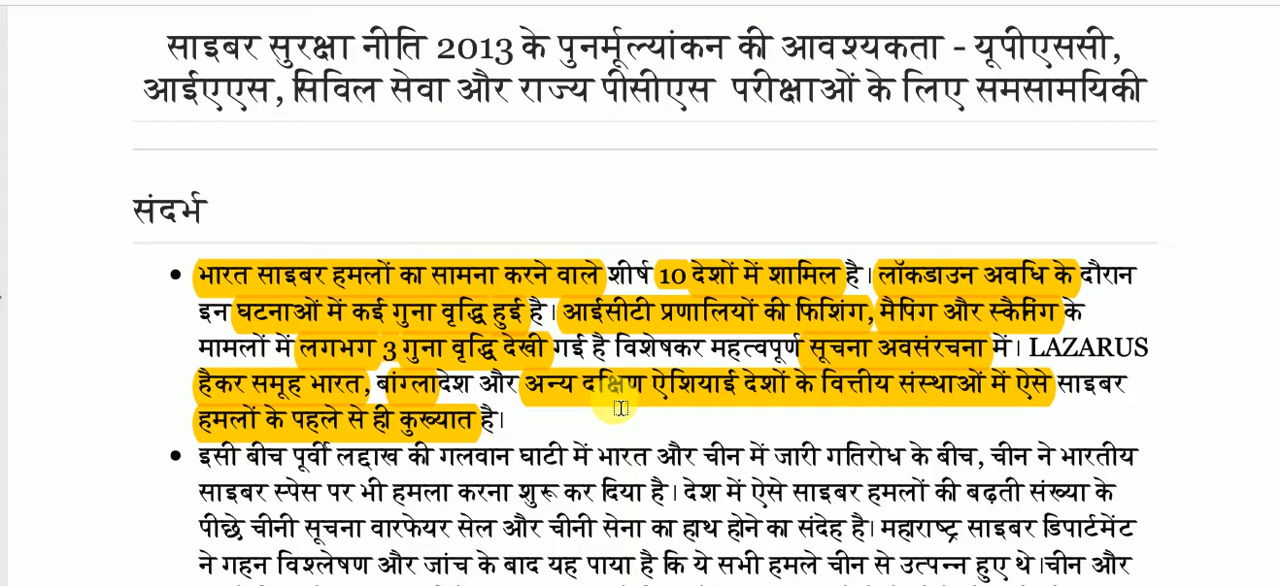 साइबर सुरक्षा नीति 2013 के पुनर्मूल्यांकन की आवश्यकता - यूपीएससी,
आईएएस, सिविल सेवा और राज्य पीसीएस परीक्षाओं के लिए समसामयिकी
संदर्भ
• भारत साइबर हमलों का सामना करने वाले शीर्ष 10 देशों में शामिल है। लॉकडाउन अवधि के दौरान
इन घटनाओं में कई गुना वृद्धि हुई है। आईसीटी प्रणालियों की फिशिंग, मैपिंग और स्कैनिंग के
मामलों में लगभग 3 गुना वृद्धि देखी गई है विशेषकर महत्वपूर्ण सूचना अवसंरचना में। LAZARUS
हैकर समूह भारत, बांग्लादेश और अन्य दक्षिण ऐशियाई देशों के वित्तीय संस्थाओं में ऐसे साइबर
हमलों के पहले से ही कुख्यात है।
• इसी बीच पूर्वी लद्दाख की गलवान घाटी में भारत और चीन में जारी गतिरोध के बीच, चीन ने भारतीय
साइबर स्पेस पर भी हमला करना शुरू कर दिया है। देश में ऐसे साइबर हमलों की बढ़ती संख्या के
पीछे चीनी सूचना वारफेयर सेल और चीनी सेना का हाथ होने का संदेह है। महाराष्ट्र साइबर डिपार्टमेंट
ने गहन विश्लेषण और जांच के बाद यह पाया है कि ये सभी हमले चीन से उत्पन्न हुए थे।चीन और